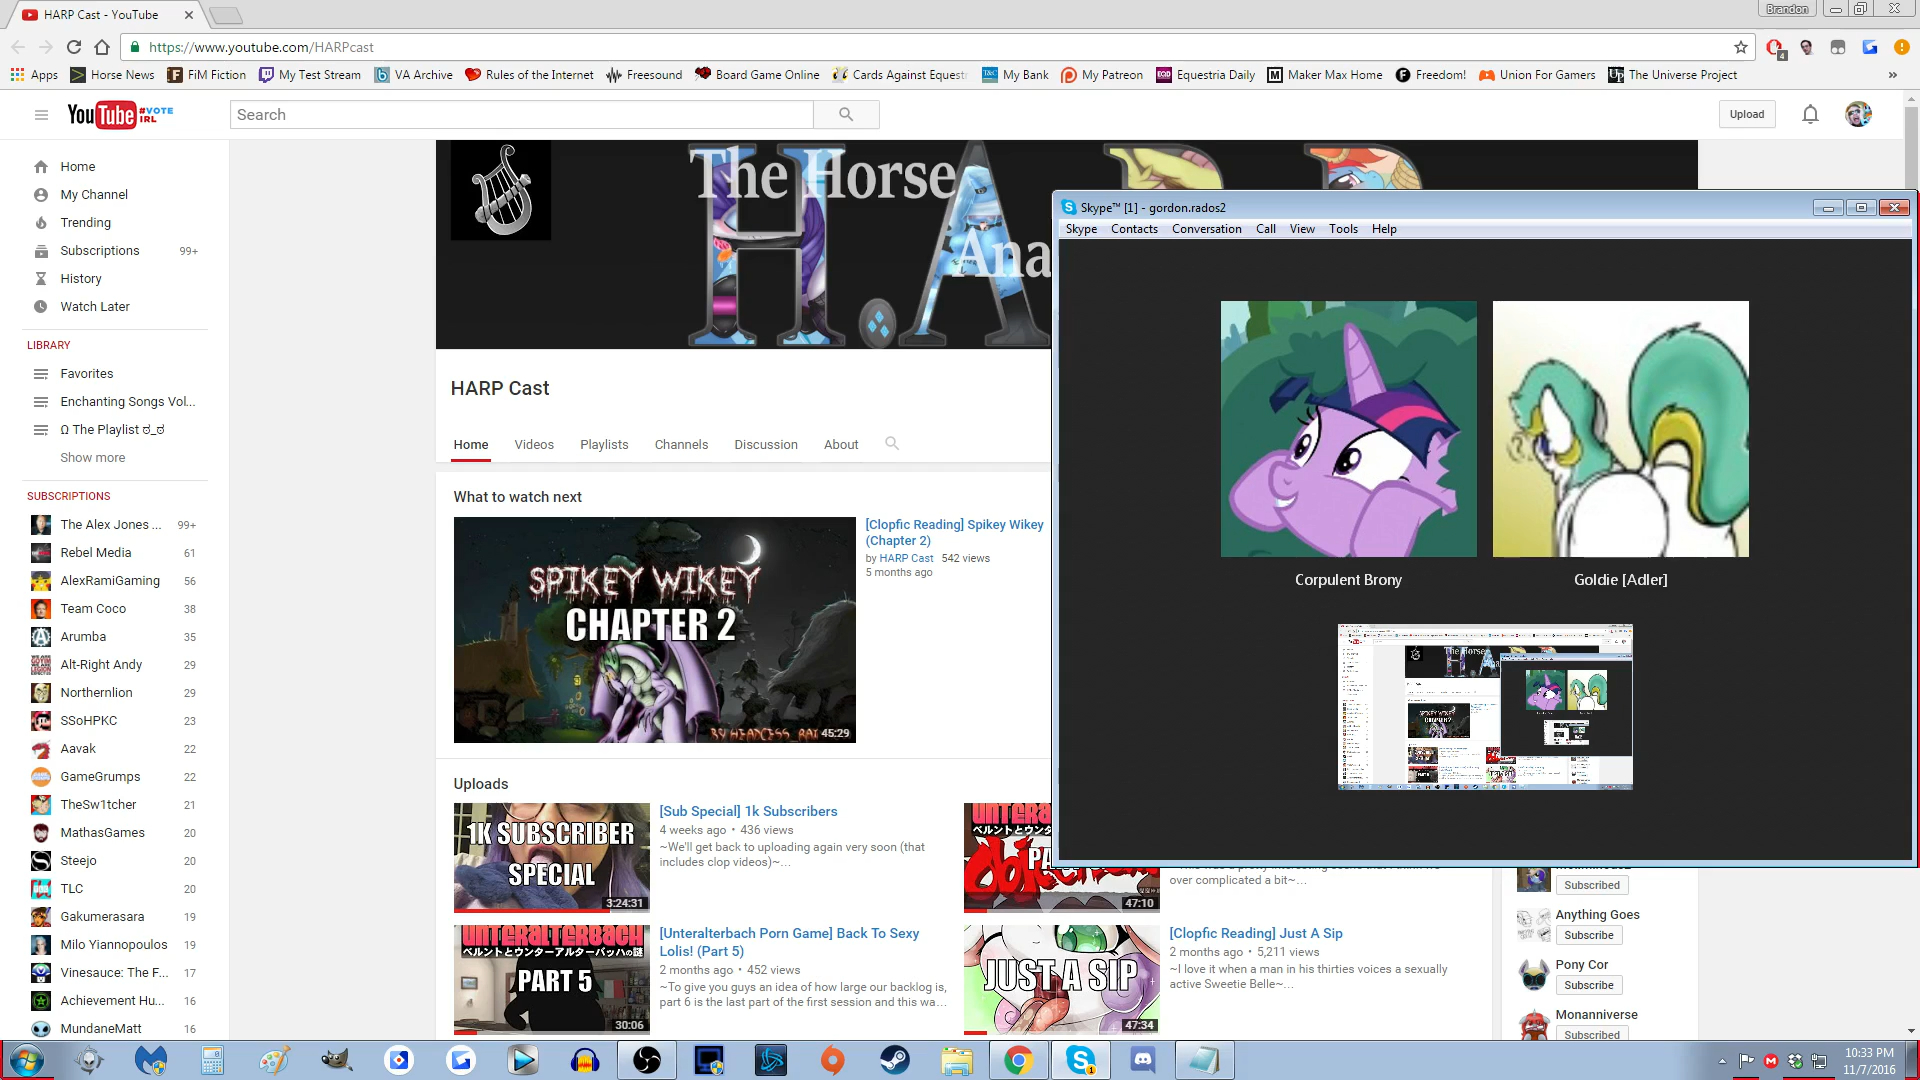 HARP Cast - YouTube
Brandon
https://www.youtube.com/HARPcast
4
Apps
Horse News
FiM Fiction
My Test Stream
VA Archive
Rules of the Internet
Freesound
Board Game Online
Cards Against Equest
My Bank
My Patreon
Equestria Daily
Maker Max Home
Freedom!
Union For Gamers
The Universe Project
YouTube #VOTE IRL
Search
Upload
Home
My Channel
Trending
Subscriptions 99+
History
Watch Later
LIBRARY
Favorites
Enchanting Songs Vol...
Ω The Playlist ಠ_ಠ
Show more
SUBSCRIPTIONS
The Alex Jones ... 99+
Rebel Media 61
AlexRamiGaming 56
Team Coco 38
Arumba 35
Alt-Right Andy 29
Northernlion 29
SSoHPKC 23
Aavak 22
GameGrumps 22
TheSw1tcher 21
MathasGames 20
Steejo 20
TLC 20
Gakumerasara 19
Milo Yiannopoulos 19
Vinesauce: The F... 17
Achievement Hu... 16
MundaneMatt 16
The Horse
H.A
Ana
HARP Cast
Home
Videos
Playlists
Channels
Discussion
About
What to watch next
SPIKEY WIKEY
CHAPTER 2
45:29
[Clopfic Reading] Spikey Wikey
(Chapter 2)
by HARP Cast 542 views
5 months ago
Uploads
1K SUBSCRIBER
SPECIAL
3:24:31
[Sub Special] 1k Subscribers
4 weeks ago • 436 views
~We'll get back to uploading again very soon (that
includes clop videos)~...
47:10
over complicated a bit~...
UNTERALTERBACH
PART 5
30:06
[Unteralterbach Porn Game] Back To Sexy
Lolis! (Part 5)
2 months ago • 452 views
~To give you guys an idea of how large our backlog is,
part 6 is the last part of the first session and this wa...
JUST A SIP
47:34
[Clopfic Reading] Just A Sip
2 months ago • 5,211 views
~I love it when a man in his thirties voices a sexually
active Sweetie Belle~...
Subscribed
Anything Goes
Subscribe
Pony Cor
Subscribe
Monanniverse
Subscribed
Skype™ [1] - gordon.rados2
Skype
Contacts
Conversation
Call
View
Tools
Help
Corpulent Brony
Goldie [Adler]
10:33 PM
11/7/2016